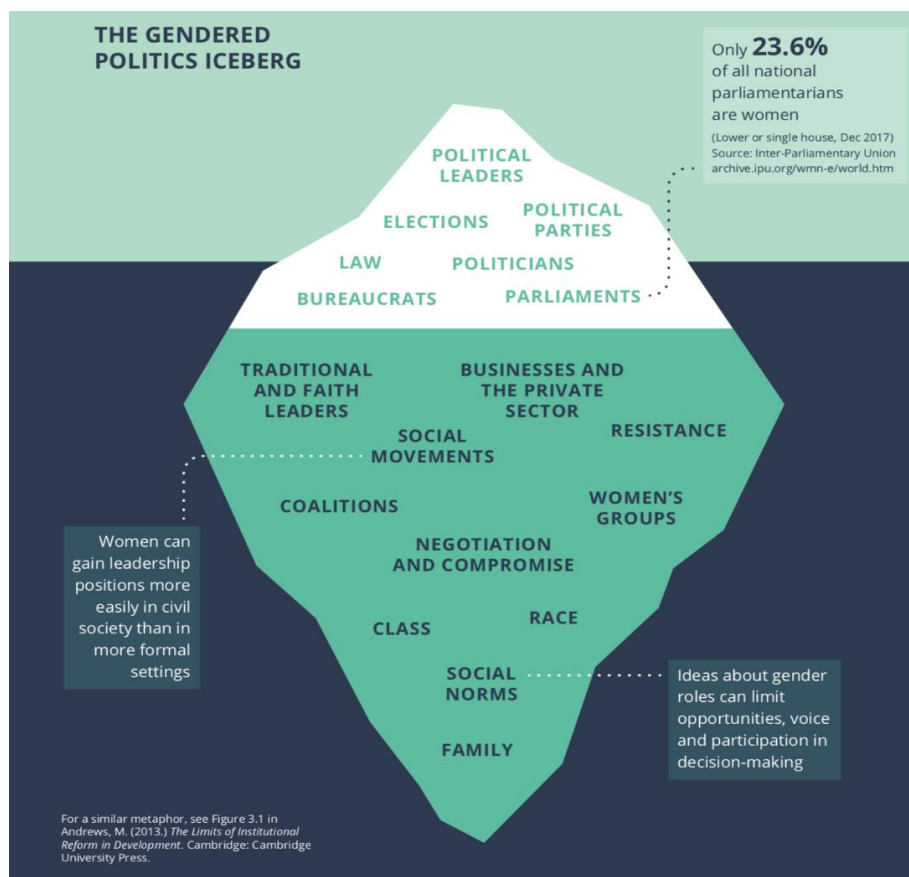 THE GENDERED
POLITICS ICEBERG
Only 23.6%
of all national
parliamentarians
are women
(Lower or single house, Dec 2017)
Source: Inter-Parliamentary Union
archive.ipu.org/wmn-e/world.htm
POLITICAL
LEADERS
ELECTIONS
POLITICAL
PARTIES
LAW
POLITICIANS
BUREAUCRATS
PARLIAMENTS
TRADITIONAL
AND FAITH
LEADERS
BUSINESSES AND
THE PRIVATE
SECTOR
SOCIAL
MOVEMENTS
RESISTANCE
COALITIONS
WOMEN'S
GROUPS
NEGOTIATION
AND COMPROMISE
Women can
gain leadership
positions more
easily in civil
society than in
more formal
settings
CLASS
RACE
SOCIAL
NORMS
Ideas about gender
roles can limit
opportunities, voice
and participation in
decision-making
FAMILY
For a similar metaphor, see Figure 3.1 in
Andrews, M. (2013.) The Limits of Institutional
Reform in Development. Cambridge: Cambridge
University Press.